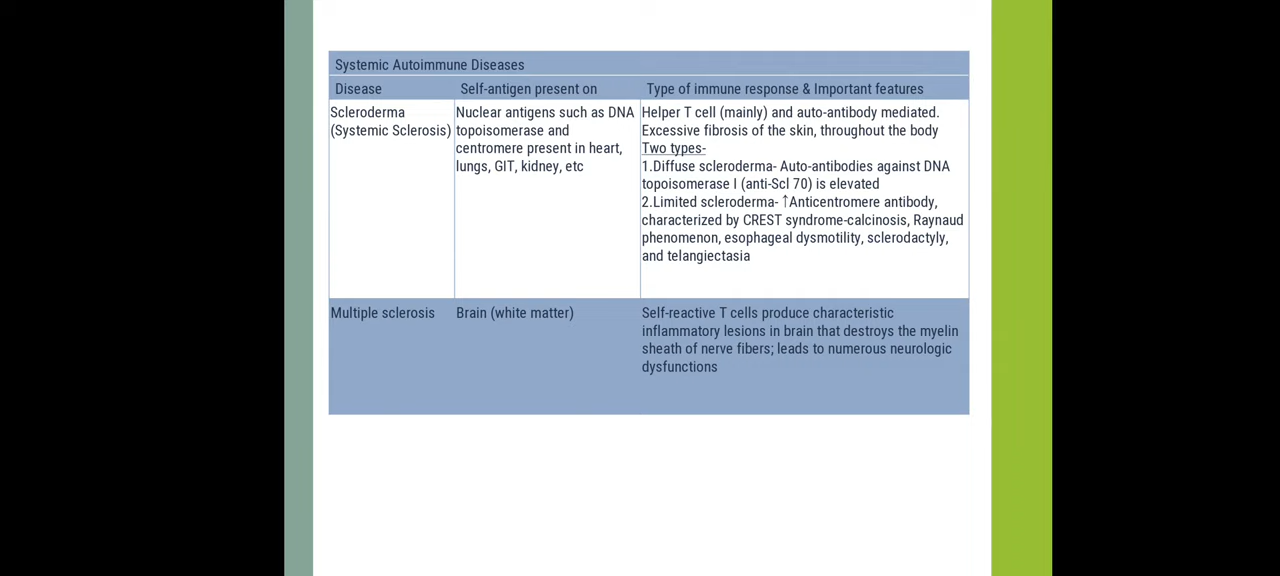 Systemic Autoimmune Diseases
Disease Self-antigen present on Type of immune response & Important features
Scleroderma
(Systemic Sclerosis)
Nuclear antigens such as DNA
topoisomerase and
centromere present in heart,
lungs, GIT, kidney, etc
Helper T cell (mainly) and auto-antibody mediated.
Excessive fibrosis of the skin, throughout the body
Two types-
1.Diffuse scleroderma- Auto-antibodies against DNA
topoisomerase I (anti-Scl 70) is elevated
2.Limited scleroderma- ↑Anticentromere antibody,
characterized by CREST syndrome-calcinosis, Raynaud
phenomenon, esophageal dysmotility, sclerodactyly,
and telangiectasia
Multiple sclerosis
Brain (white matter)
Self-reactive T cells produce characteristic
inflammatory lesions in brain that destroys the myelin
sheath of nerve fibers; leads to numerous neurologic
dysfunctions